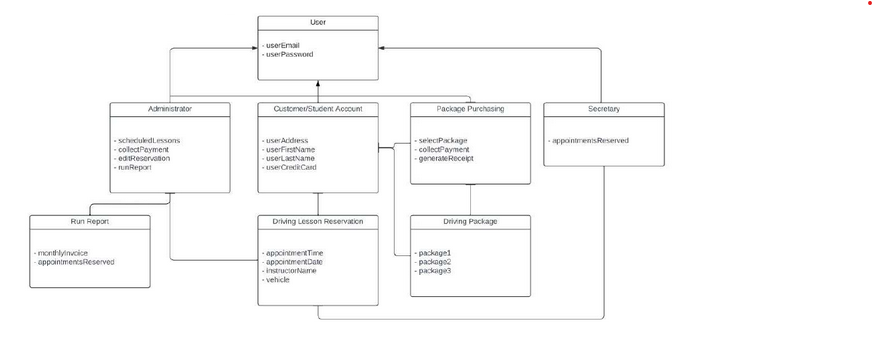 User
- userEmail
- userPassword
Administrator
- scheduledLessons
- collectPayment
- editReservation
- runReport
Customer/Student Account
- userAddress
- userFirstName
- userLastName
- userCreditCard
Package Purchasing
- selectPackage
- collectPayment
- generateReceipt
Secretary
- appointmentsReserved
Run Report
- monthlyInvoice
- appointmentsReserved
Driving Lesson Reservation
- appointmentTime
- appointmentDate
- instructorName
- vehicle
Driving Package
- package1
- package2
- package3